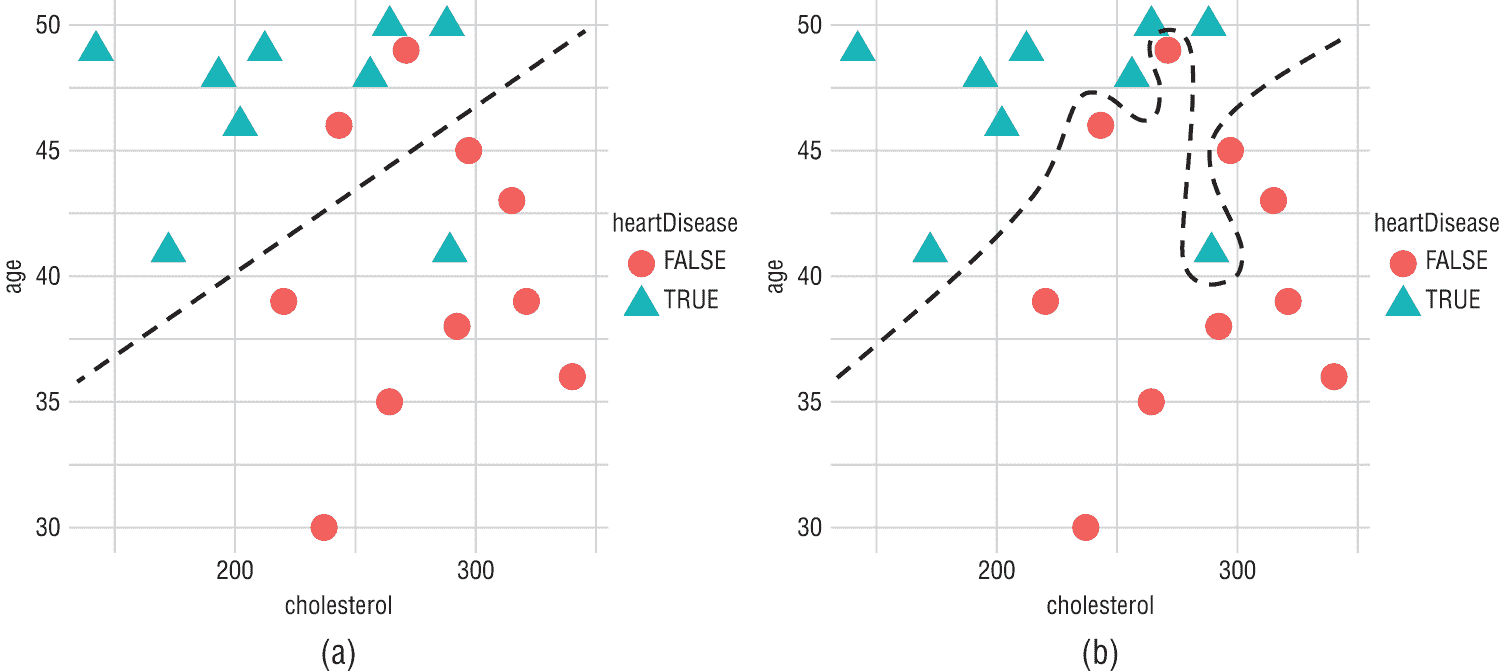 50
45
40
35
30
age
200 300
cholesterol
heartDisease
FALSE
TRUE
(a)
50
45
40
35
30
age
200 300
cholesterol
heartDisease
FALSE
TRUE
(b)